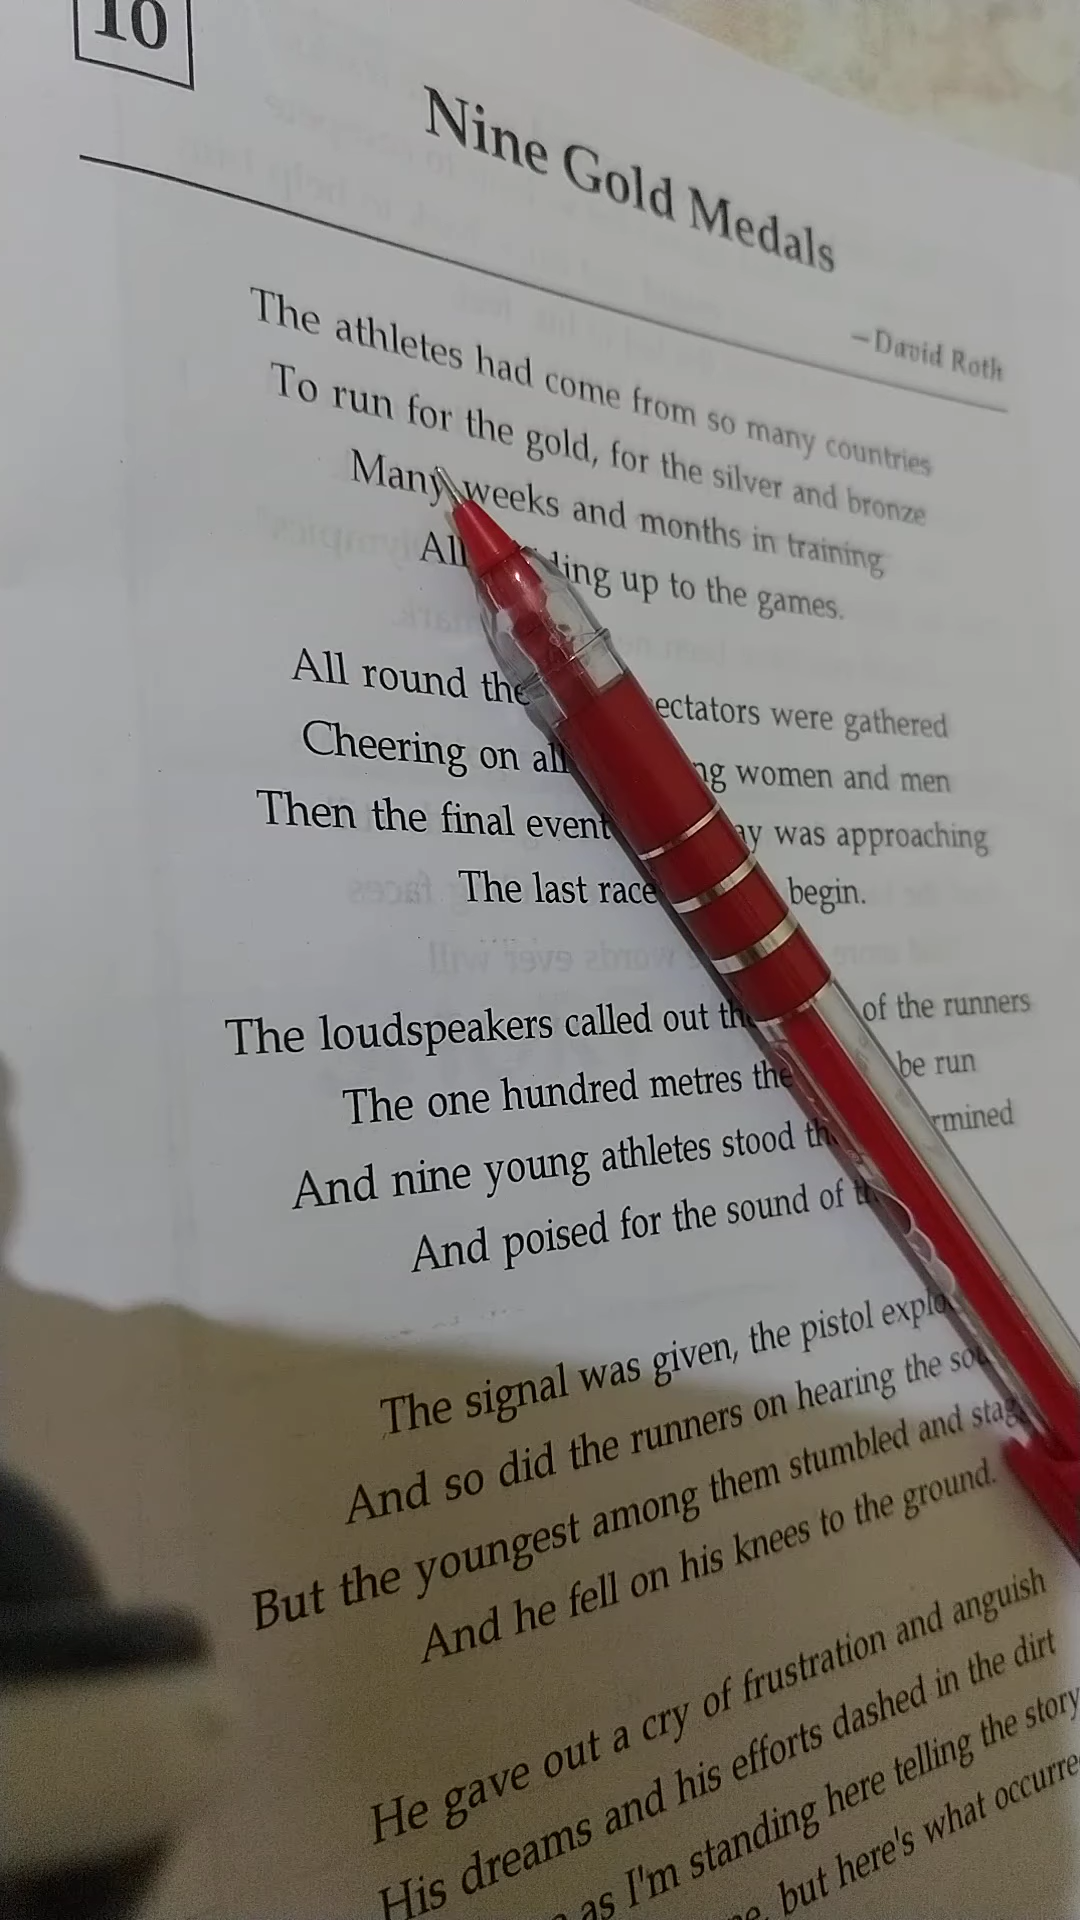 10
Nine Gold Medals
—David Roth
The athletes had come from so many countries
To run for the gold, for the silver and bronze
Many weeks and months in training
All up to the games.
All round the were gathered
Cheering on all women and men
Then the final event was approaching
The last race begin.
The loudspeakers called out of the runners
The one hundred metres be run
And nine young athletes stood
And poised for the sound of
The signal was given, the pistol
And so did the runners on hearing the
But the youngest among them stumbled and
And he fell on his knees to the ground.
He gave out a cry of frustration and anguish
His dreams and his efforts dashed in the dirt
as I'm standing here telling the story
but here's what